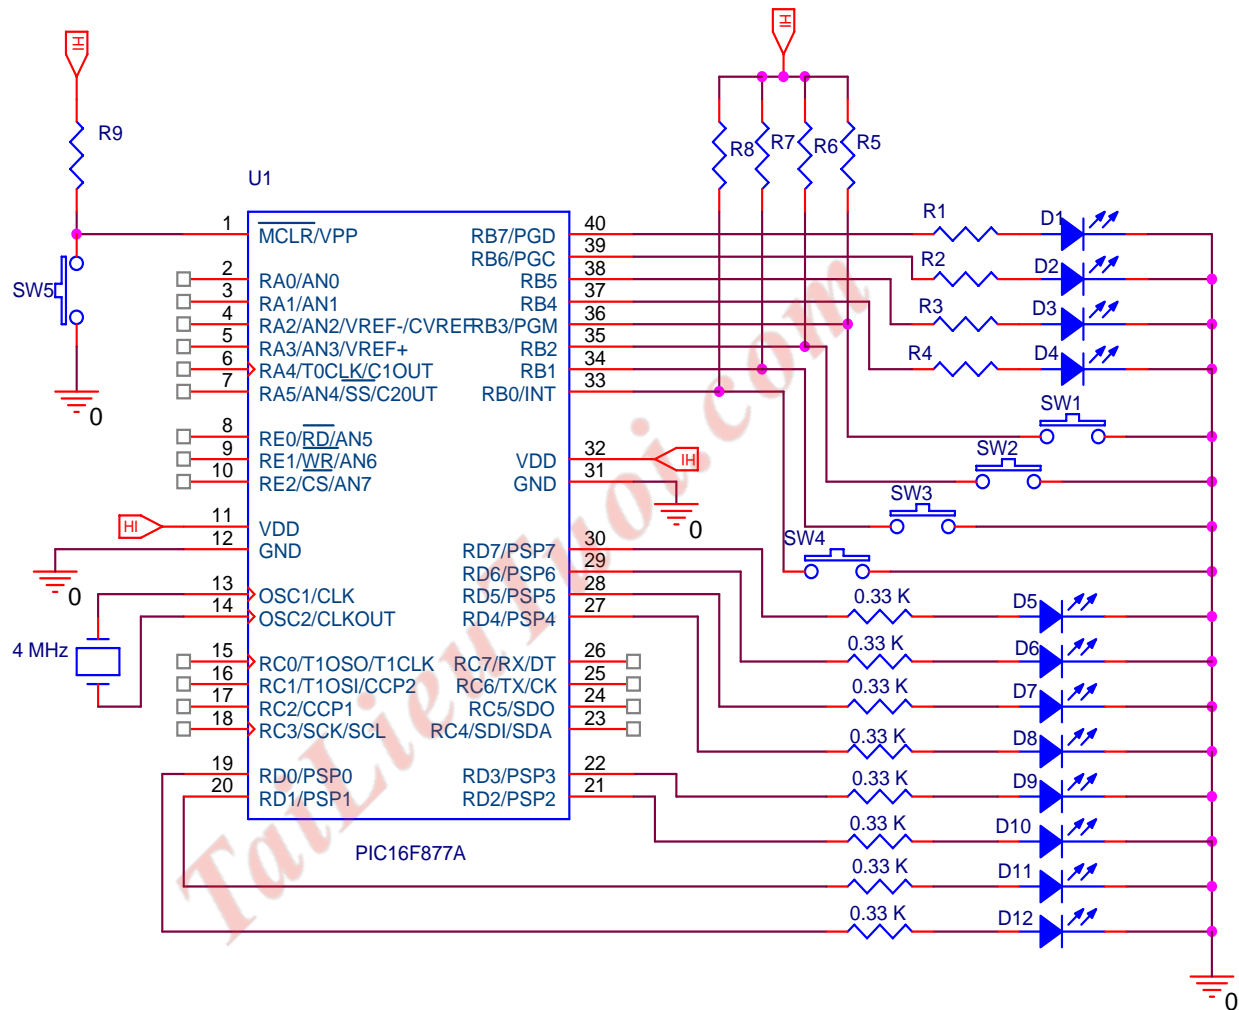 HI
HI
R9
R8
R7
R6
R5
U1
1
MCLR/VPP
RB7/PGD
40
R1
D1
RB6/PGC
39
2
RA0/AN0
RB5
38
R2
D2
SW5
3
RA1/AN1
RB4
37
4
RA2/AN2/VREF-/CVREF
RB3/PGM
36
R3
D3
5
RA3/AN3/VREF+
RB2
35
6
RA4/T0CLK/C1OUT
RB1
34
R4
D4
7
RA5/AN4/SS/C20UT
RB0/INT
33
0
SW1
8
RE0/RD/AN5
9
RE1/WR/AN6
VDD
32
HI
SW2
10
RE2/CS/AN7
GND
31
0
SW3
HI
11
VDD
12
GND
RD7/PSP7
30
SW4
0
RD6/PSP6
29
13
OSC1/CLK
RD5/PSP5
28
0.33 K
D5
14
OSC2/CLKOUT
RD4/PSP4
27
4 MHz
15
RC0/T1OSO/T1CLK
RC7/RX/DT
26
0.33 K
D6
16
RC1/T1OSI/CCP2
RC6/TX/CK
25
17
RC2/CCP1
RC5/SDO
24
0.33 K
D7
18
RC3/SCK/SCL
RC4/SDI/SDA
23
0.33 K
D8
19
RD0/PSP0
RD3/PSP3
22
0.33 K
D9
20
RD1/PSP1
RD2/PSP2
21
0.33 K
D10
PIC16F877A
0.33 K
D11
0.33 K
D12
0
TaiLieuTuoi.com